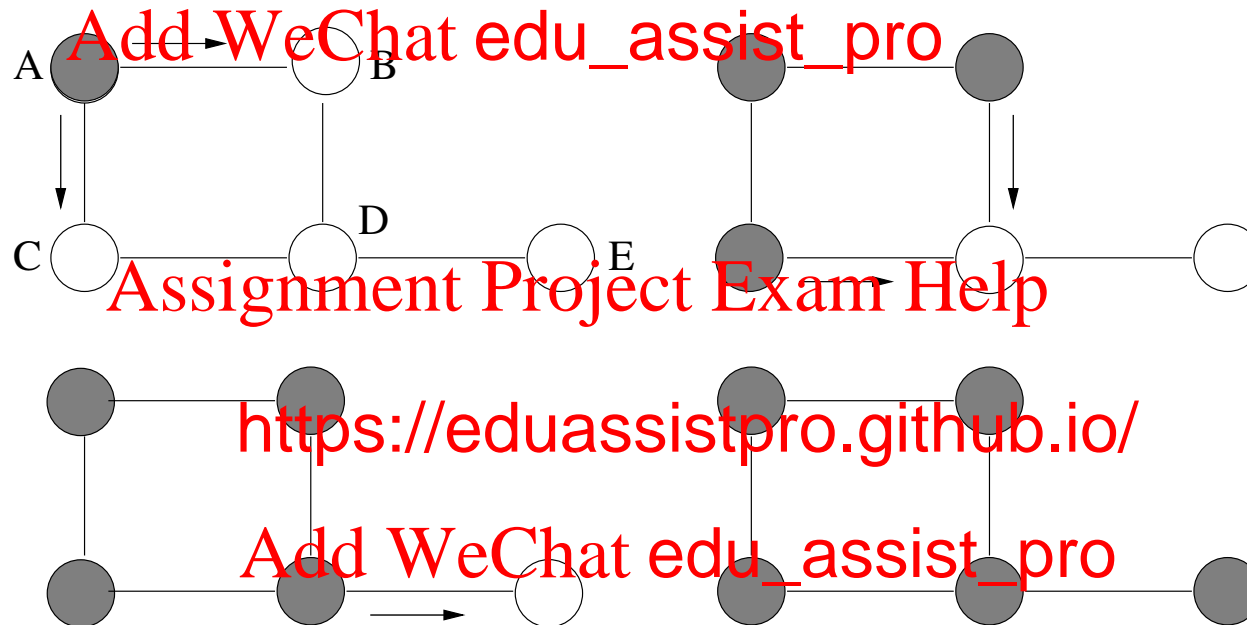 Add WeChat edu_assist_pro
A
B
D
C
E
Assignment Project Exam Help
https://eduassistpro.github.io/
Add WeChat edu_assist_pro